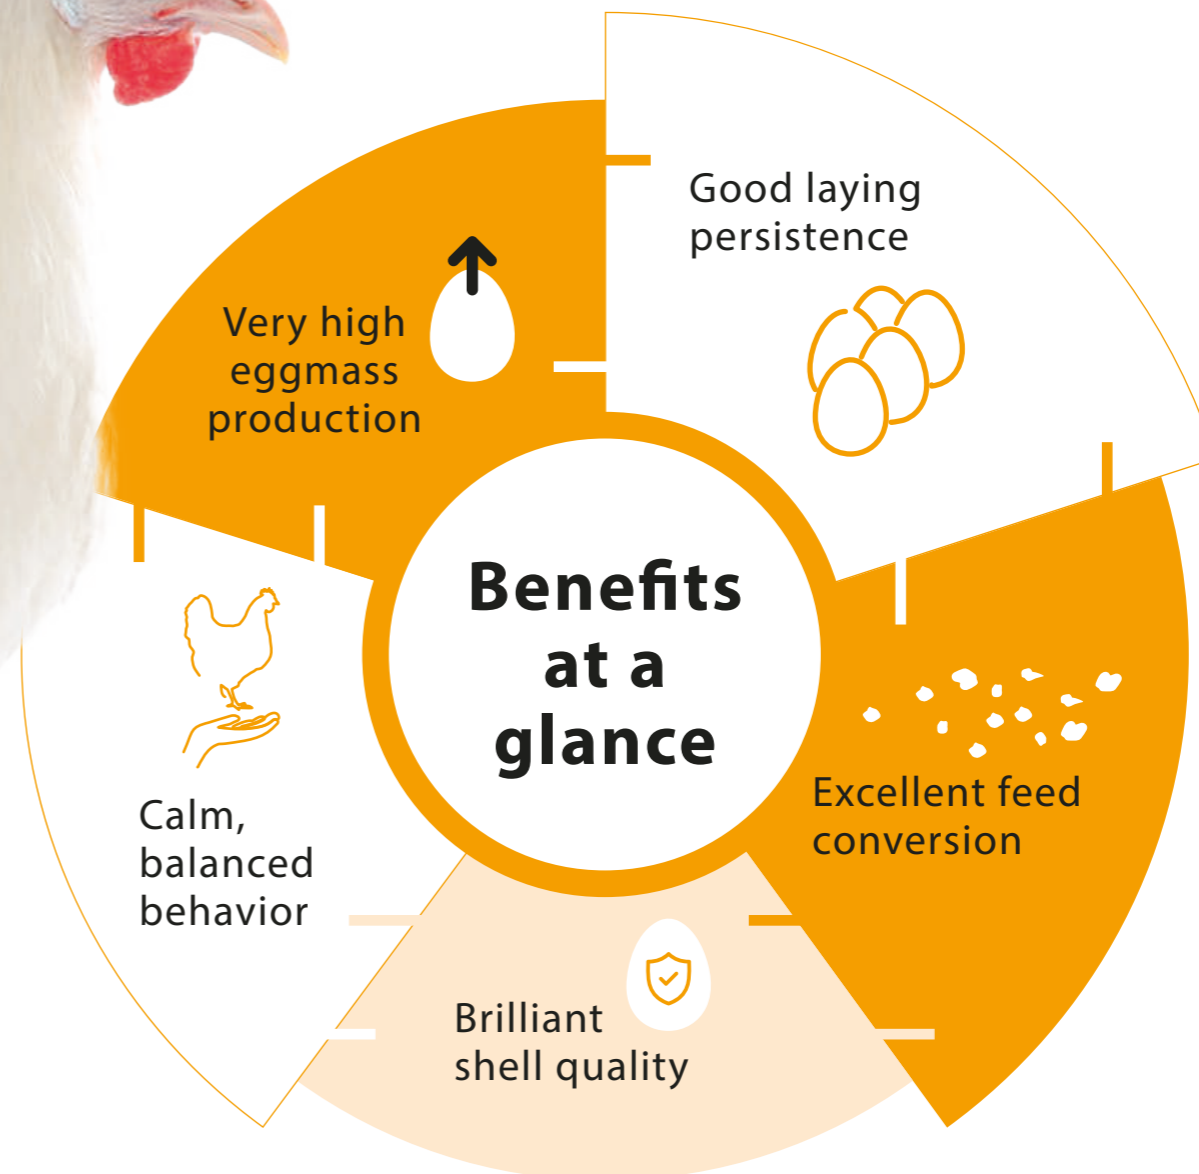 Benefits
at a
glance
Good laying
persistence
Excellent feed
conversion
Brilliant
shell quality
Calm,
balanced
behavior
Very high
eggmass
production